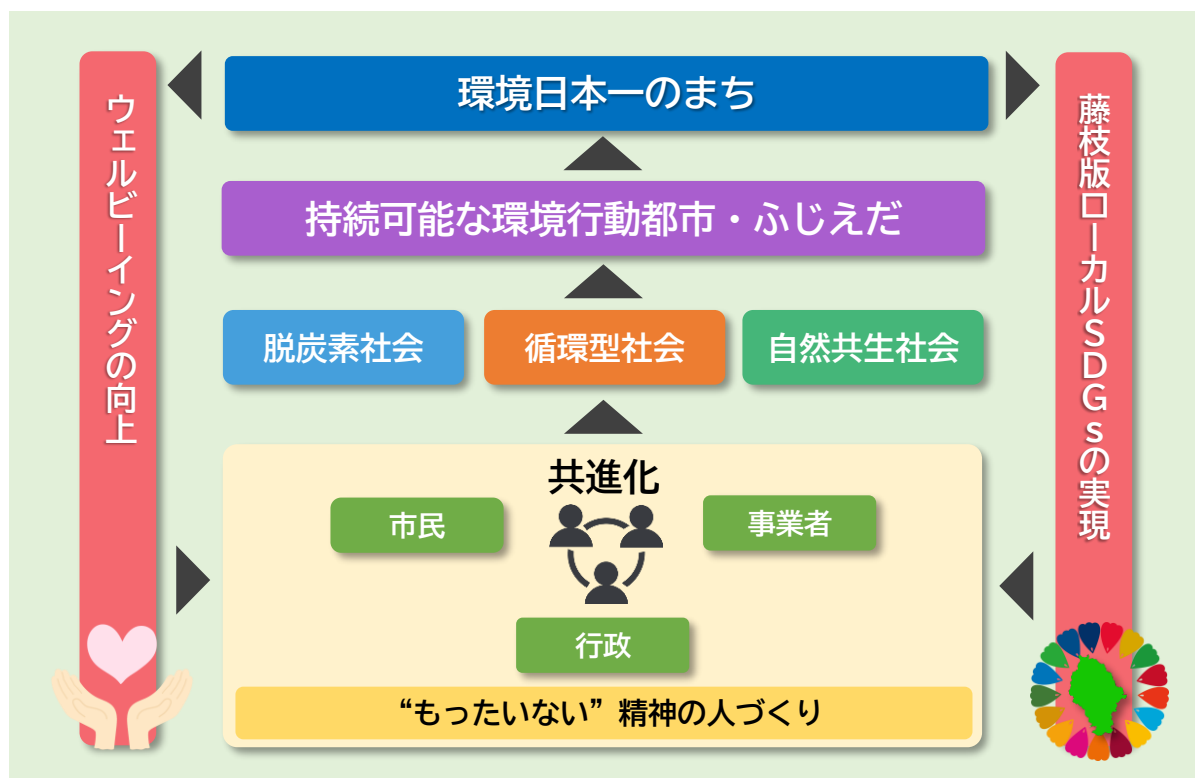 環境日本一のまち
持続可能な環境行動都市・ふじえだ
脱炭素社会
循環型社会
自然共生社会
共進化
市民
事業者
行政
“もったいない”精神の人づくり
ウェルビーイングの向上
藤枝版ローカルSDGsの実現